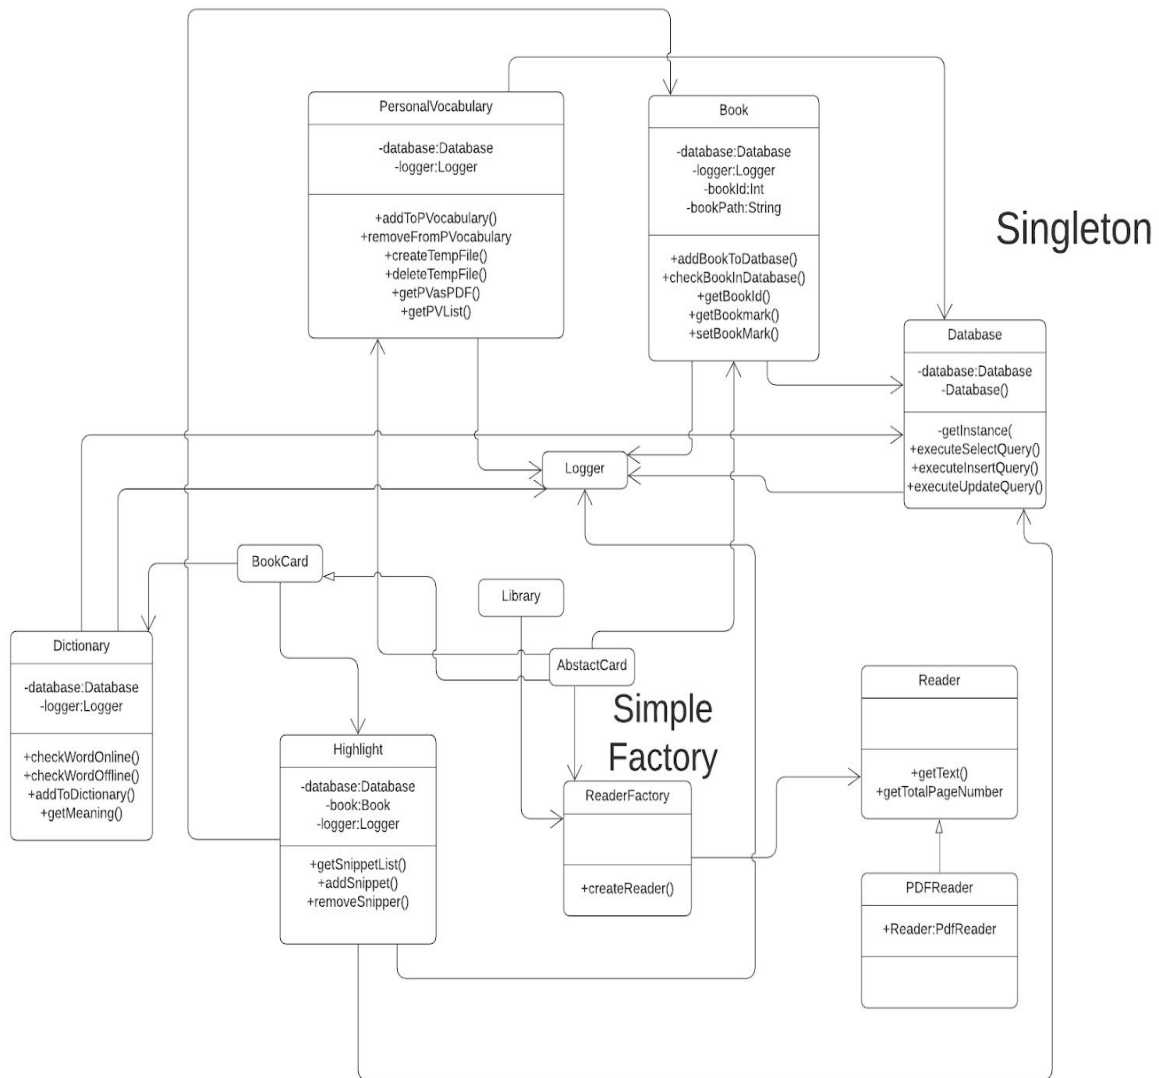 PersonalVocabulary
-database:Database
-logger:Logger
+addToPVocabulary()
+removeFromPVocabulary
+createTempFile()
+deleteTempFile()
+getPVasPDF()
+getPVList()
Book
-database:Database
-logger:Logger
-bookId:Int
-bookPath:String
+addBookToDatbase()
+checkBookInDatabase()
+getBookId()
+getBookmark()
+setBookMark()
Singleton
Database
-database:Database
-Database()
-getInstance(
+executeSelectQuery()
+executeInsertQuery()
+executeUpdateQuery()
Logger
BookCard
Library
AbstactCard
Dictionary
-database:Database
-logger:Logger
+checkWordOnline()
+checkWordOffline()
+addToDictionary()
+getMeaning()
Highlight
-database:Database
-book:Book
-logger:Logger
+getSnippetList()
+addSnippet()
+removeSnipper()
Simple
Factory
ReaderFactory
+createReader()
Reader
+getText()
+getTotalPageNumber
PDFReader
+Reader:PdfReader